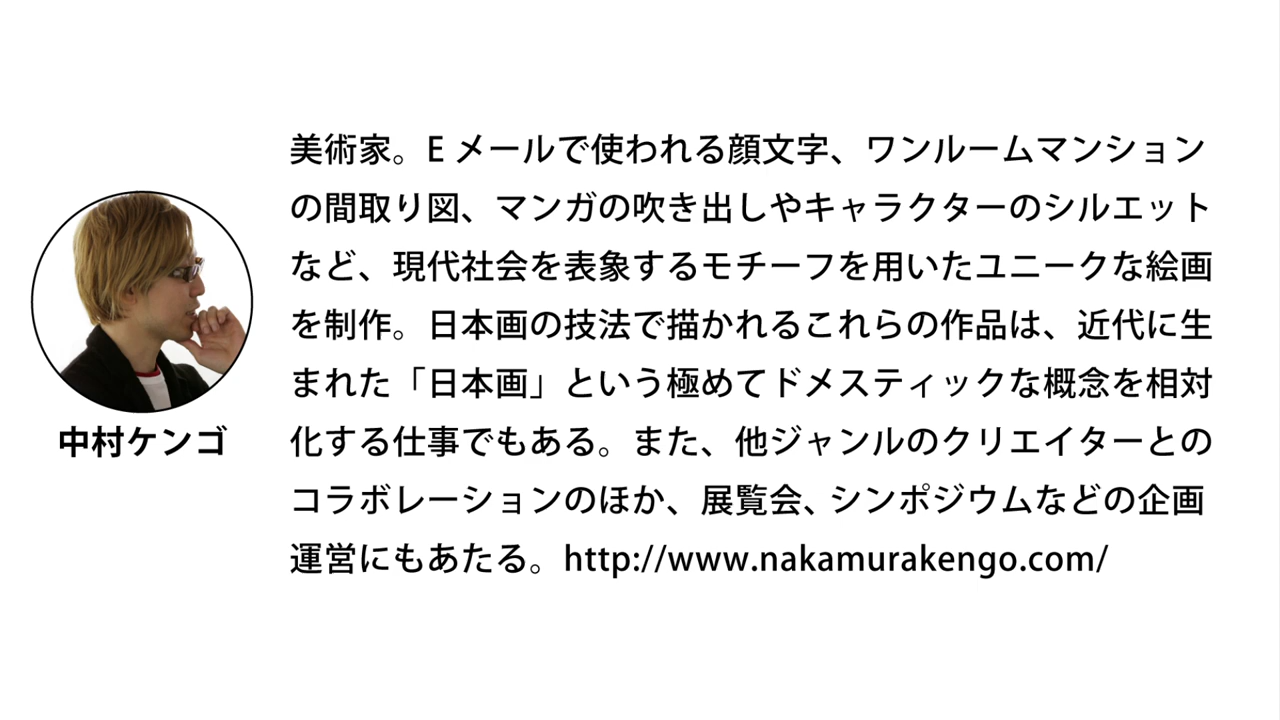 美術家。E メールで使われる顔文字、ワンルームマンション
の間取り図、マンガの吹き出しやキャラクターのシルエット
など、現代社会を表象するモチーフを用いたユニークな絵画
を制作。日本画の技法で描かれるこれらの作品は、近代に生
まれた「日本画」という極めてドメスティックな概念を相対
化する仕事でもある。また、他ジャンルのクリエイターとの
コラボレーションのほか、展覧会、シンポジウムなどの企画
運営にもあたる。http://www.nakamurakengo.com/
中村ケンゴ